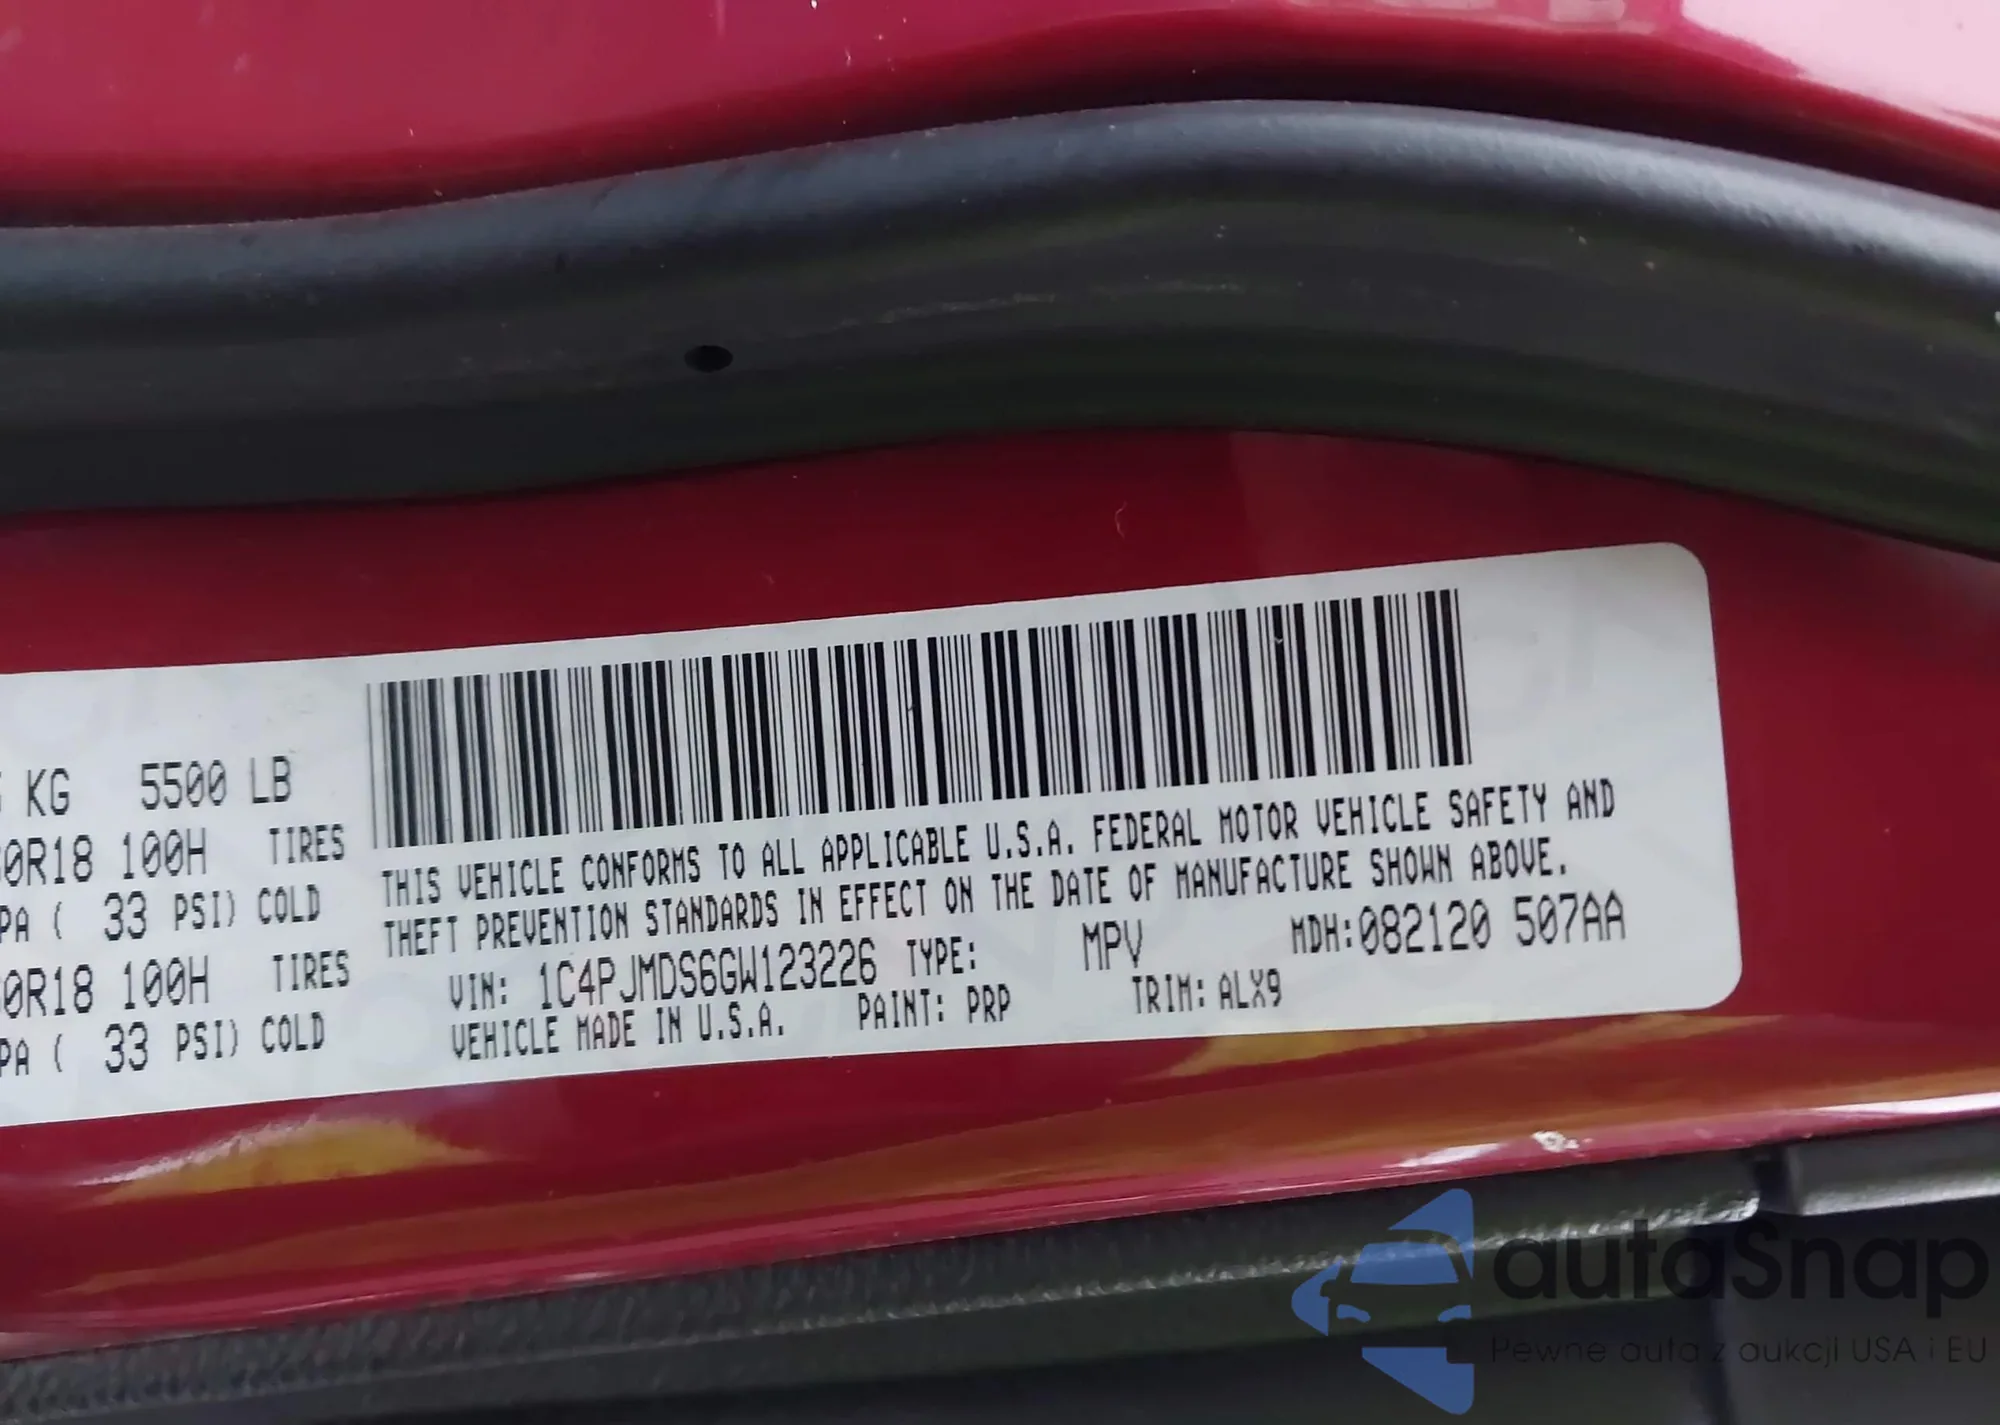 KG 5500 LB
0R18 100H TIRES
PA ( 33 PSI) COLD
0R18 100H TIRES
PA ( 33 PSI) COLD
THIS VEHICLE CONFORMS TO ALL APPLICABLE U.S.A. FEDERAL MOTOR VEHICLE SAFETY AND
THEFT PREVENTION STANDARDS IN EFFECT ON THE DATE OF MANUFACTURE SHOWN ABOVE.
VIN: 1C4PJMDS6GW123226 TYPE: MPV MDH:082120 507AA
VEHICLE MADE IN U.S.A. PAINT: PRP TRIM: ALX9
autaSnap
Pewne auta z aukcji USA i EU